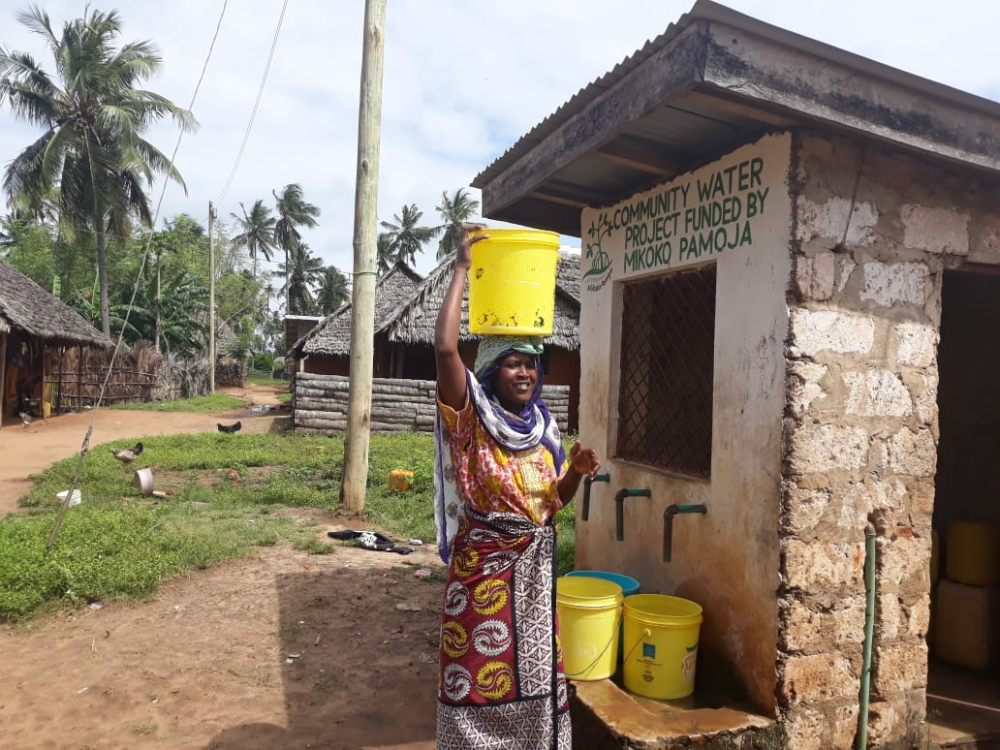 COMMUNITY WATER
PROJECT FUNDED BY
MIKOKO PAMOJA